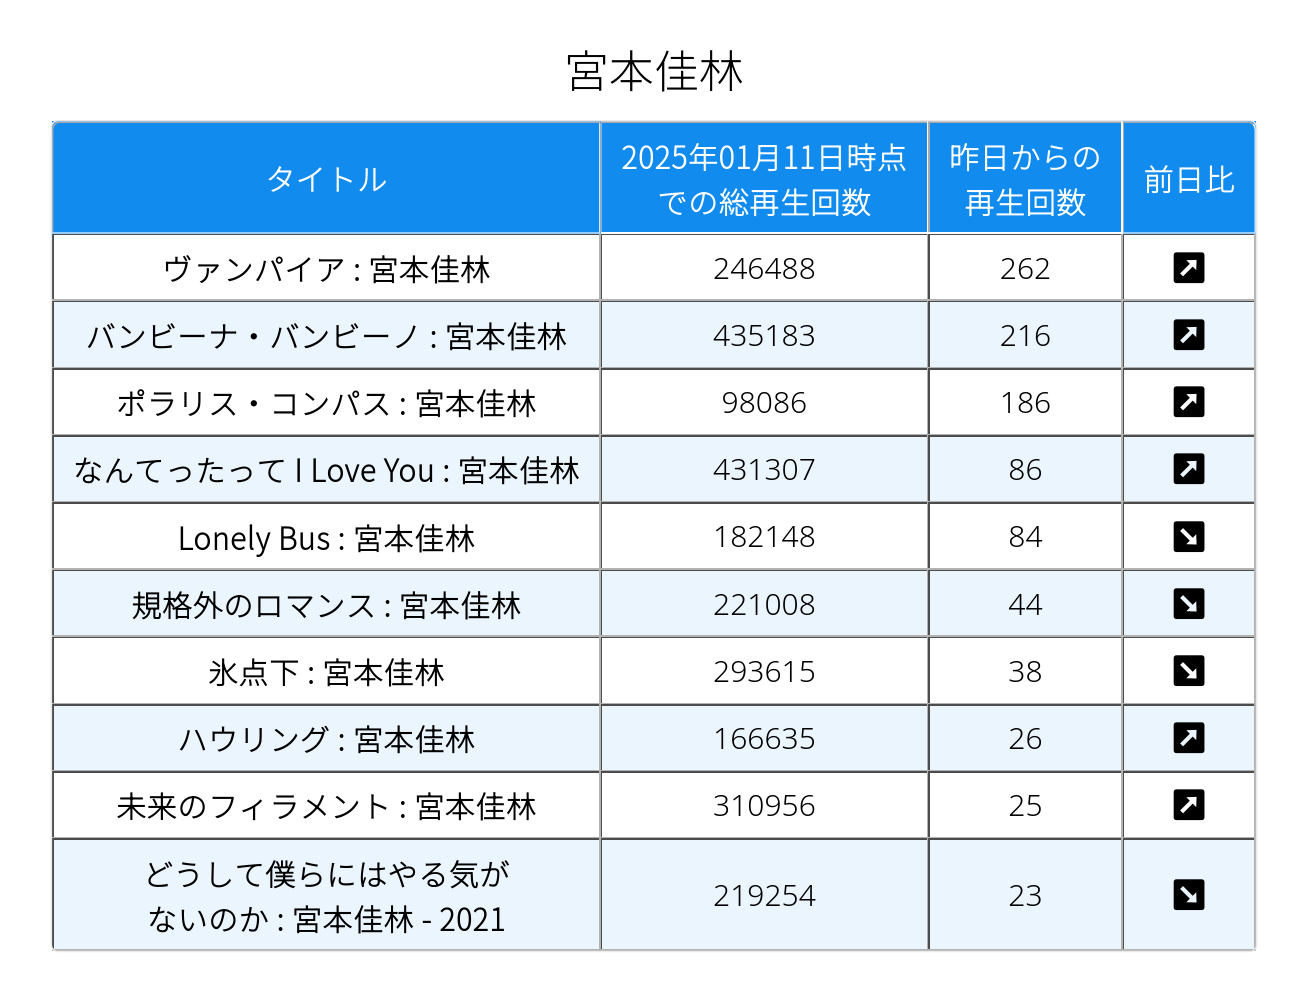 宮本佳林
タイトル
2025年01月11日時点
での総再生回数
昨日からの
再生回数
前日比
ヴァンパイア : 宮本佳林
246488
262
バンビーナ・バンビーノ : 宮本佳林
435183
216
ポラリス・コンパス : 宮本佳林
98086
186
なんてったって I Love You : 宮本佳林
431307
86
Lonely Bus : 宮本佳林
182148
84
規格外のロマンス : 宮本佳林
221008
44
氷点下 : 宮本佳林
293615
38
ハウリング : 宮本佳林
166635
26
未来のフィラメント : 宮本佳林
310956
25
どうして僕らにはやる気が
ないのか : 宮本佳林 - 2021
219254
23